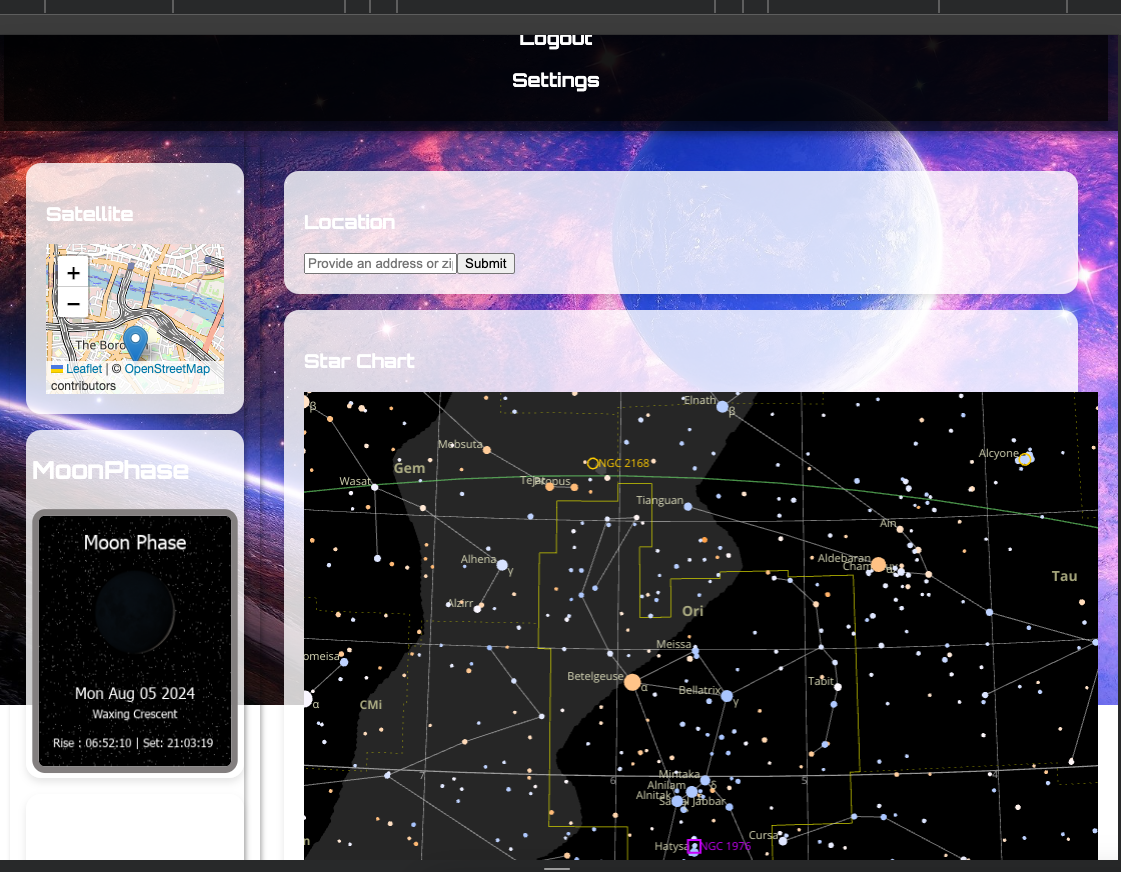 Logout
Settings
Satellite
+
−
The Boro
Leaflet | © OpenStreetMap
contributors
MoonPhase
Moon Phase
Mon Aug 05 2024
Waxing Crescent
Rise : 06:52:10 | Set: 21:03:19
Location
Provide an address or zi
Submit
Star Chart
Elnath
β
β
Mebsuta
Gem
NGC 2168
Alcyone
Wasat
Propus
Tianguan
Ain
Alhena
γ
Aldebaran
α
Tau
Alzirr
Ori
Meissa
omeisa
Betelgeuse
α
Bellatrix
γ
Tabit
α
CMi
Mintaka
7
6
5
4
δ
Alnilam
Alnitak
Jabbar
Cursa
Hatysa
NGC 1976
n